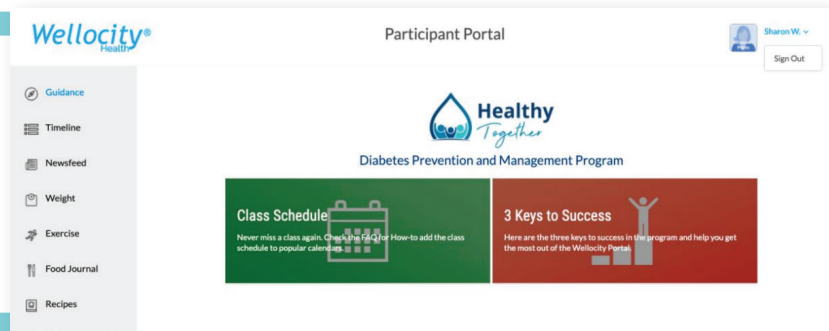 Wellocity®
Health
Participant Portal
Sharon W.
Sign Out
Guidance
Timeline
Newsfeed
Weight
Exercise
Food Journal
Recipes
Healthy
Together
Diabetes Prevention and Management Program
Class Schedule
Never miss a class again. Check the FAQ for How-to add the class
schedule to popular calendars.
3 Keys to Success
Here are the three keys to success in the program and help you get
the most out of the Wellocity Portal.